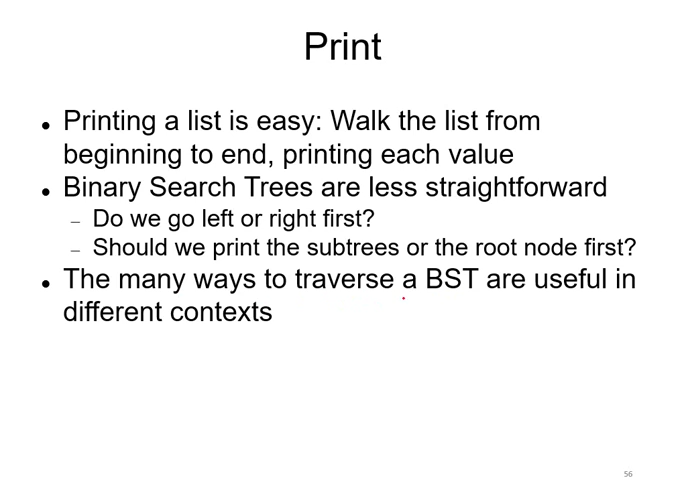 Print
• Printing a list is easy: Walk the list from
beginning to end, printing each value
• Binary Search Trees are less straightforward
– Do we go left or right first?
– Should we print the subtrees or the root node first?
• The many ways to traverse a BST are useful in
different contexts
56